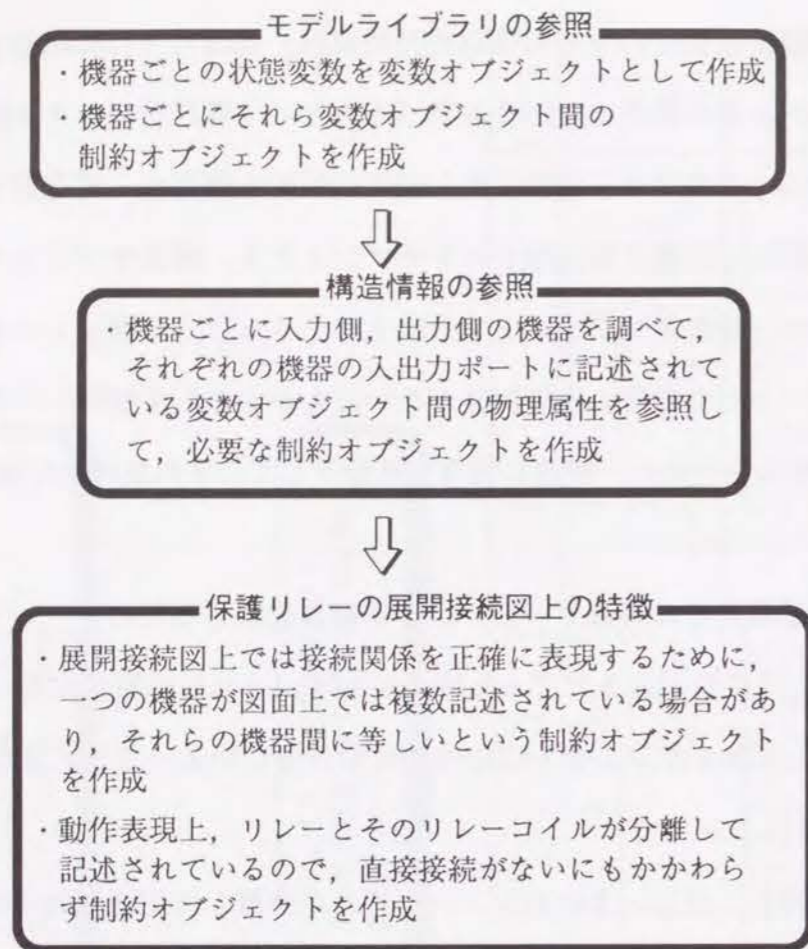 モデルライブラリの参照
・機器ごとの状態変数を変数オブジェクトとして作成
・機器ごとにそれら変数オブジェクト間の
制約オブジェクトを作成
構造情報の参照
・機器ごとに入力側，出力側の機器を調べて，
それぞれの機器の入出力ポートに記述されて
いる変数オブジェクト間の物理属性を参照し
て，必要な制約オブジェクトを作成
保護リレーの展開接続図上の特徴
・展開接続図上では接続関係を正確に表現するために，
一つの機器が図面上では複数記述されている場合があ
り，それらの機器間に等しいという制約オブジェクト
を作成
・動作表現上，リレーとそのリレーコイルが分離して
記述されているので，直接接続がないにもかかわら
ず制約オブジェクトを作成